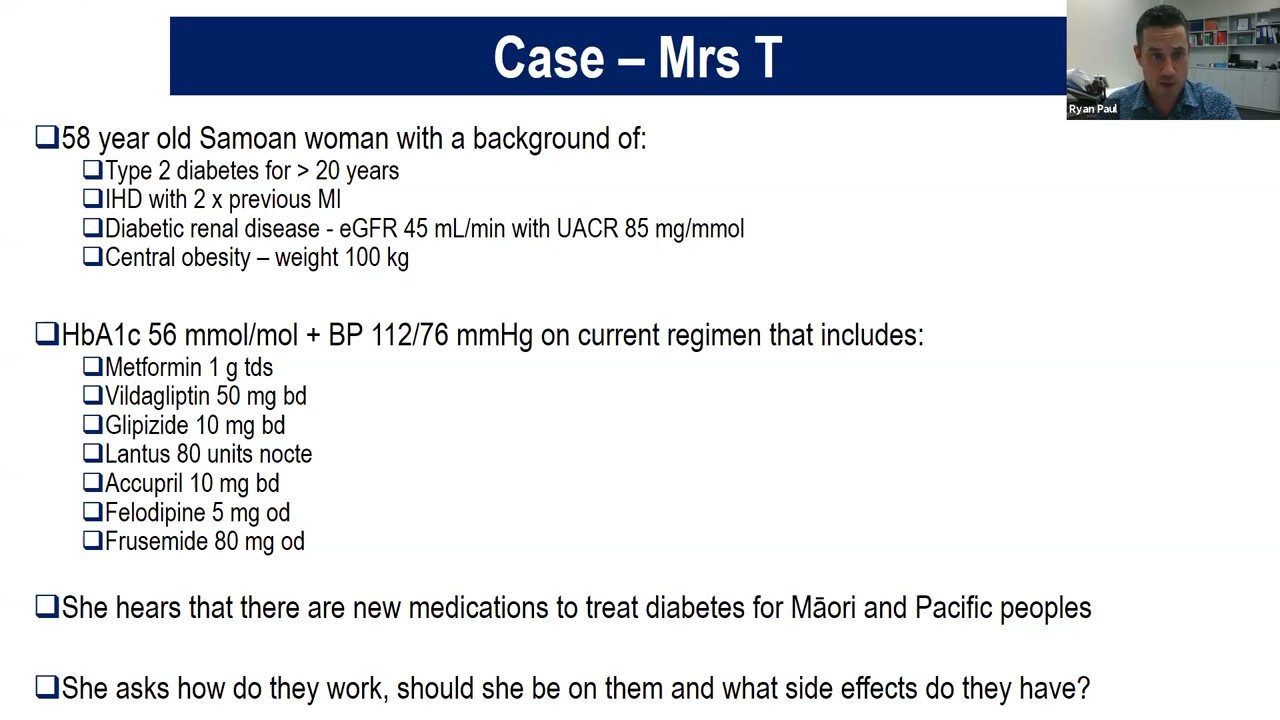 Case – Mrs T
Ryan Paul
58 year old Samoan woman with a background of:
Type 2 diabetes for > 20 years
IHD with 2 x previous MI
Diabetic renal disease - eGFR 45 mL/min with UACR 85 mg/mmol
Central obesity – weight 100 kg
HbA1c 56 mmol/mol + BP 112/76 mmHg on current regimen that includes:
Metformin 1 g tds
Vildagliptin 50 mg bd
Glipizide 10 mg bd
Lantus 80 units nocte
Accupril 10 mg bd
Felodipine 5 mg od
Frusemide 80 mg od
She hears that there are new medications to treat diabetes for Māori and Pacific peoples
She asks how do they work, should she be on them and what side effects do they have?